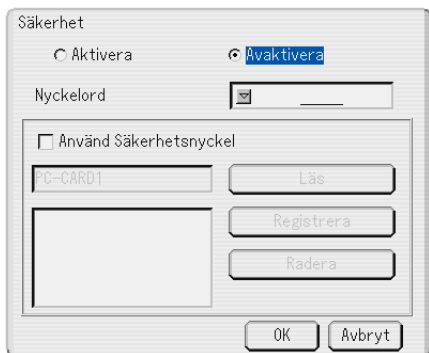 Säkerhet
Aktivera Avaktivera
Nyckelord
Använd Säkerhetsnyckel
PC-CARD1 Läs
Registrera
Radera
OK Avbryt